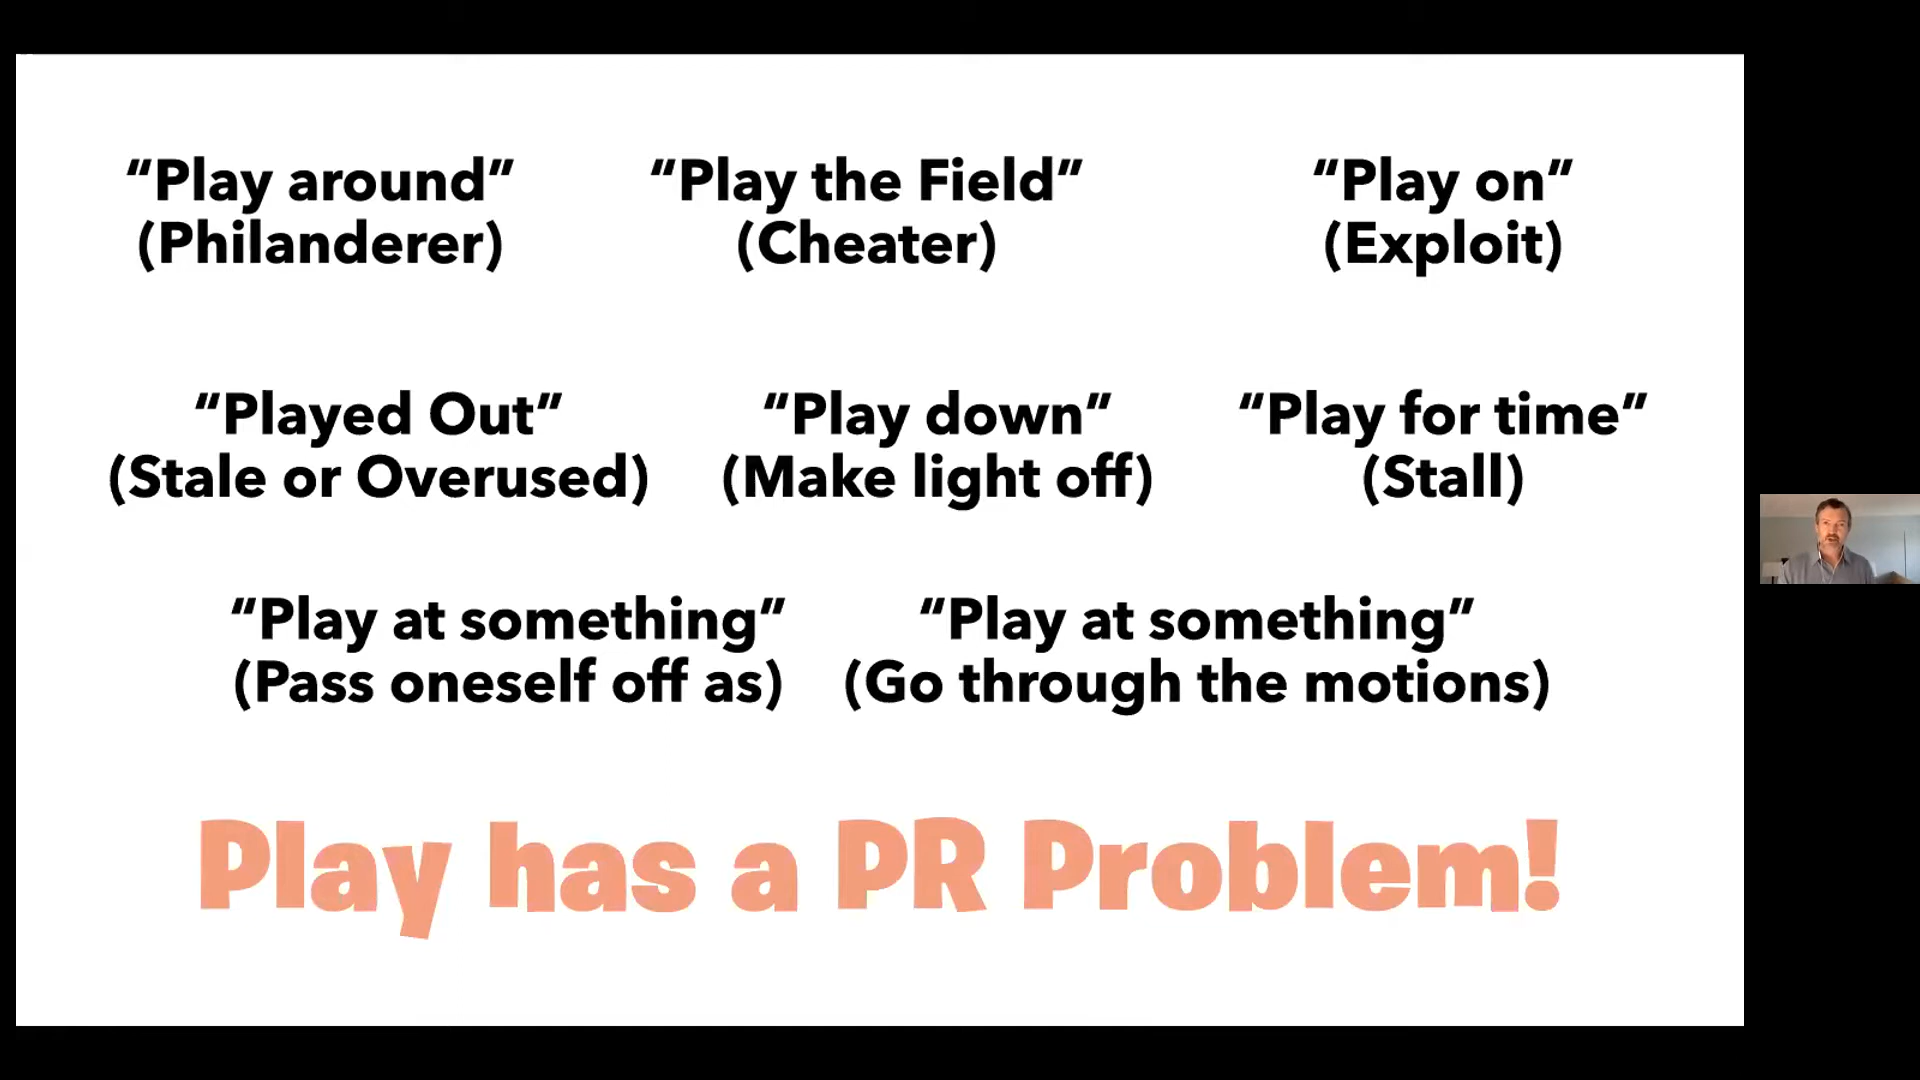 “Play around”
(Philanderer)
“Play the Field”
(Cheater)
“Play on”
(Exploit)
“Played Out”
(Stale or Overused)
“Play down”
(Make light off)
“Play for time”
(Stall)
“Play at something”
(Pass oneself off as)
“Play at something”
(Go through the motions)
Play has a PR Problem!